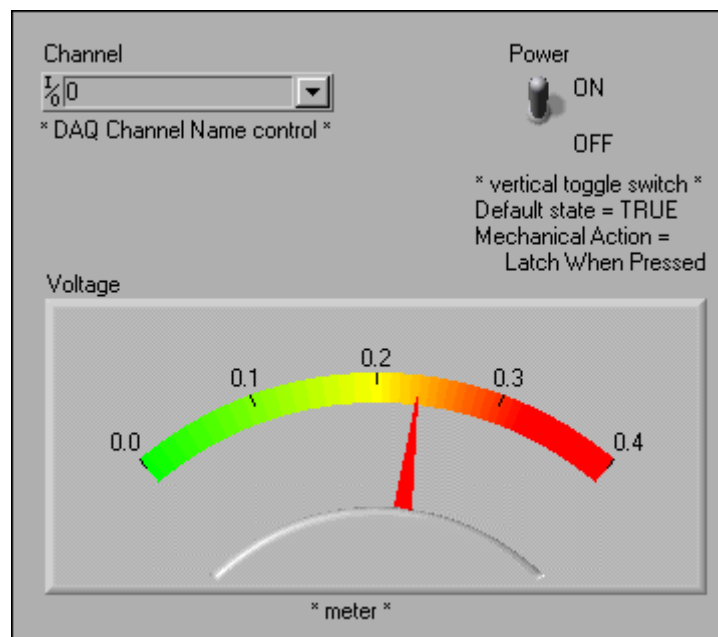 Channel
I/O 0
* DAQ Channel Name control *
Power
ON
OFF
* vertical toggle switch *
Default state = TRUE
Mechanical Action =
Latch When Pressed
Voltage
0.0
0.1
0.2
0.3
0.4
* meter *